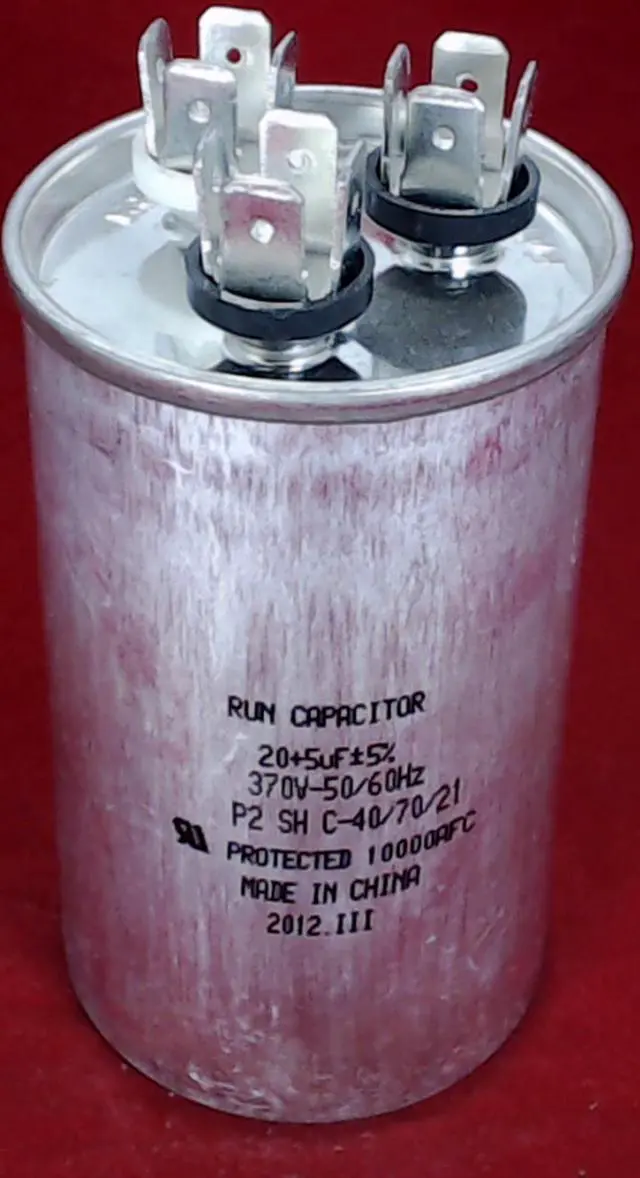 RUN CAPACITOR
20+5uF±5%
370V-50/60Hz
P2 SH C-40/70/21
PROTECTED 10000AFC
MADE IN CHINA
2012.III